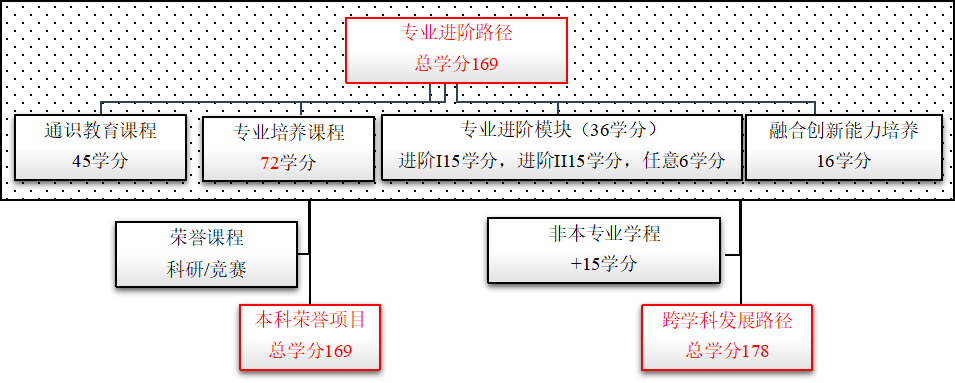 专业进阶路径
总学分169
通识教育课程
45学分
专业培养课程
72学分
专业进阶模块（36学分）
进阶I15学分，进阶II15学分，任意6学分
融合创新能力培养
16学分
荣誉课程
科研/竞赛
非本专业学程
+15学分
本科荣誉项目
总学分169
跨学科发展路径
总学分178